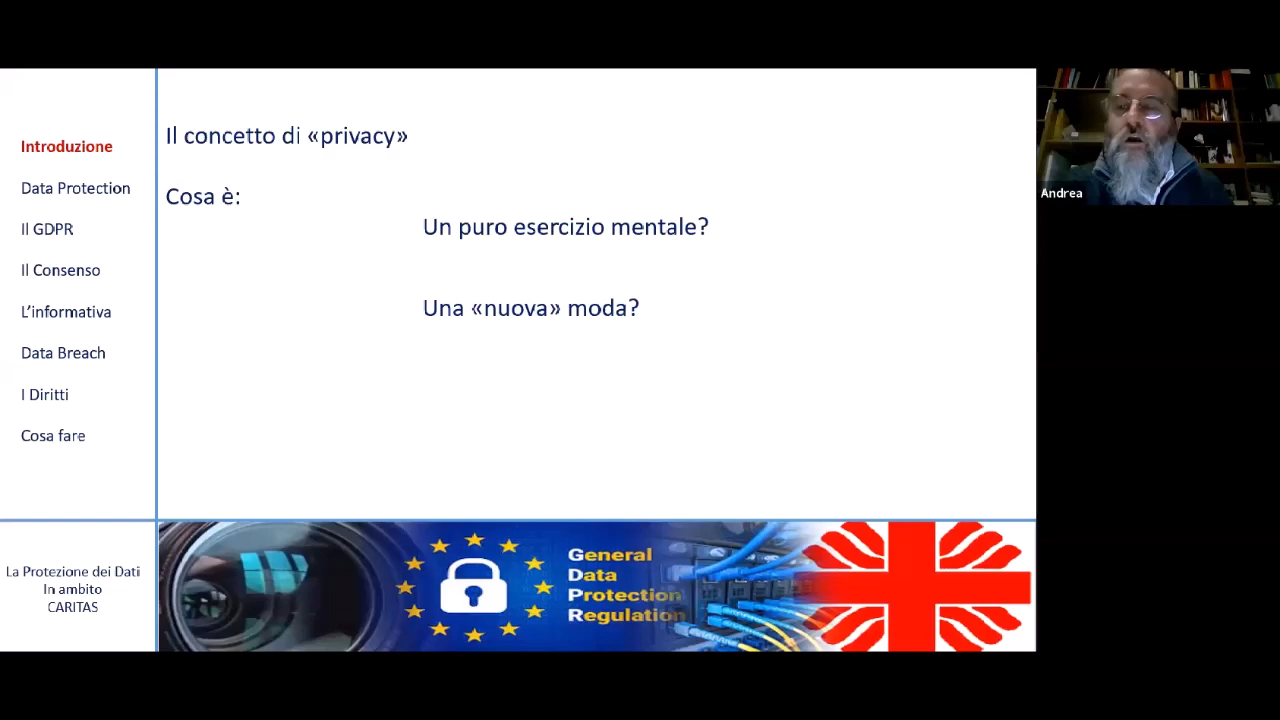 Introduzione
Data Protection
Il GDPR
Il Consenso
L'informativa
Data Breach
I Diritti
Cosa fare
La Protezione dei Dati
In ambito
CARITAS
Il concetto di «privacy»
Cosa è:
Un puro esercizio mentale?
Una «nuova» moda?
General
Data
Protection
Regulation
Andrea